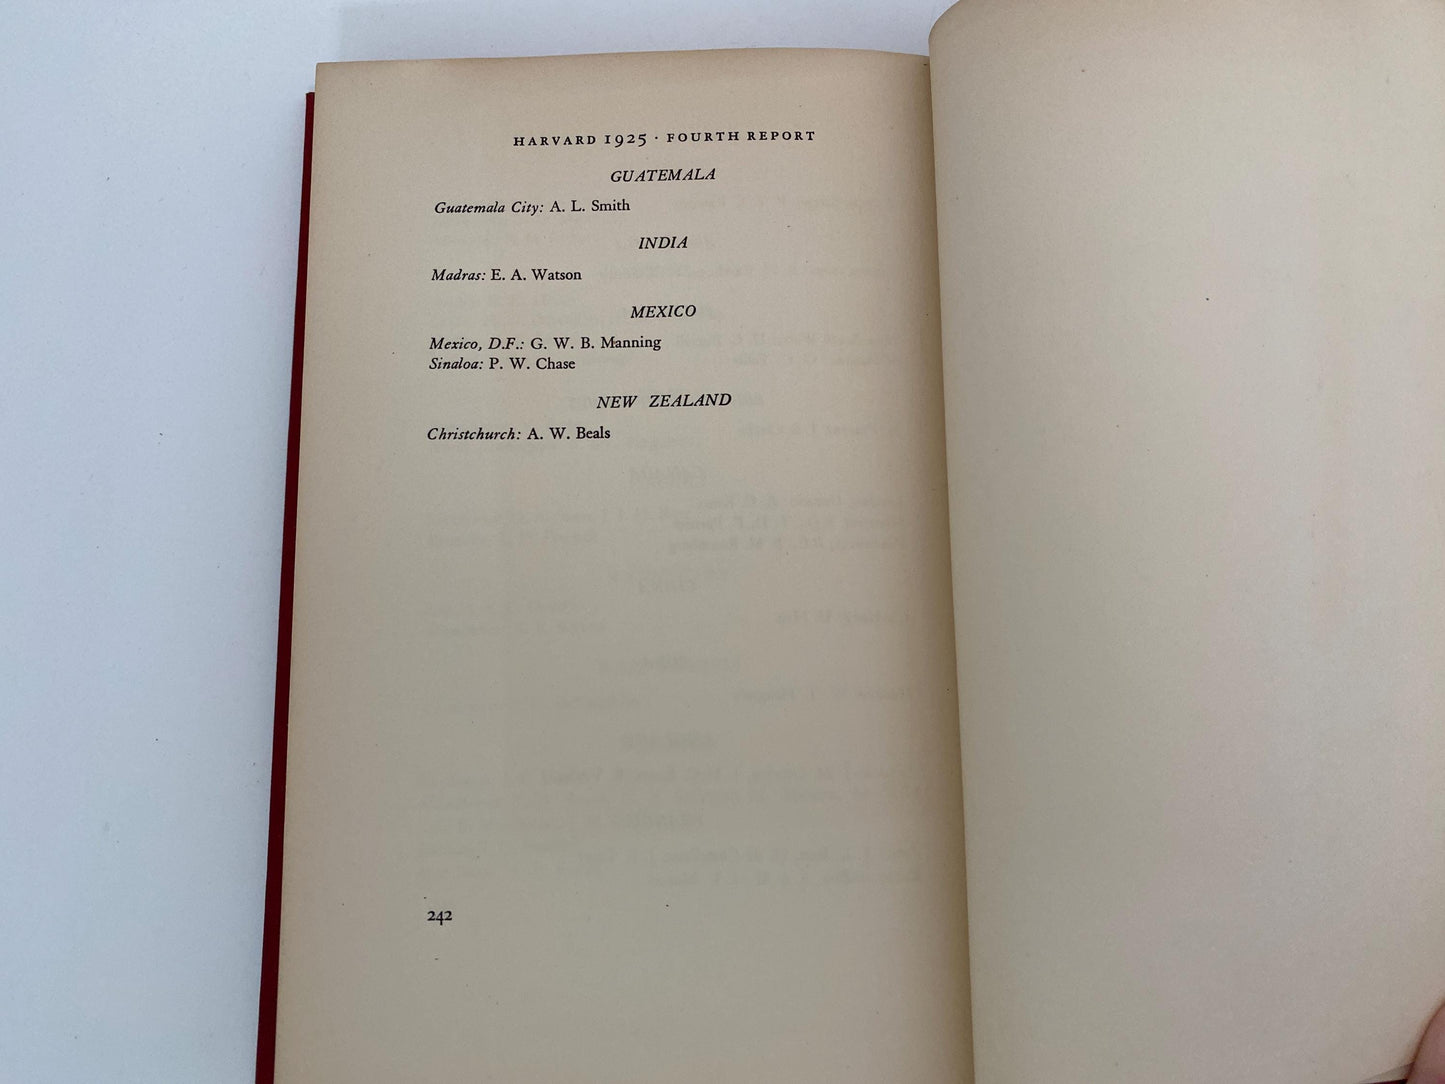 HARVARD 1925 · FOURTH REPORT
GUATEMALA
Guatemala City: A. L. Smith
INDIA
Madras: E. A. Watson
MEXICO
Mexico, D.F.: G. W. B. Manning
Sinaloa: P. W. Chase
NEW ZEALAND
Christchurch: A. W. Beals
242